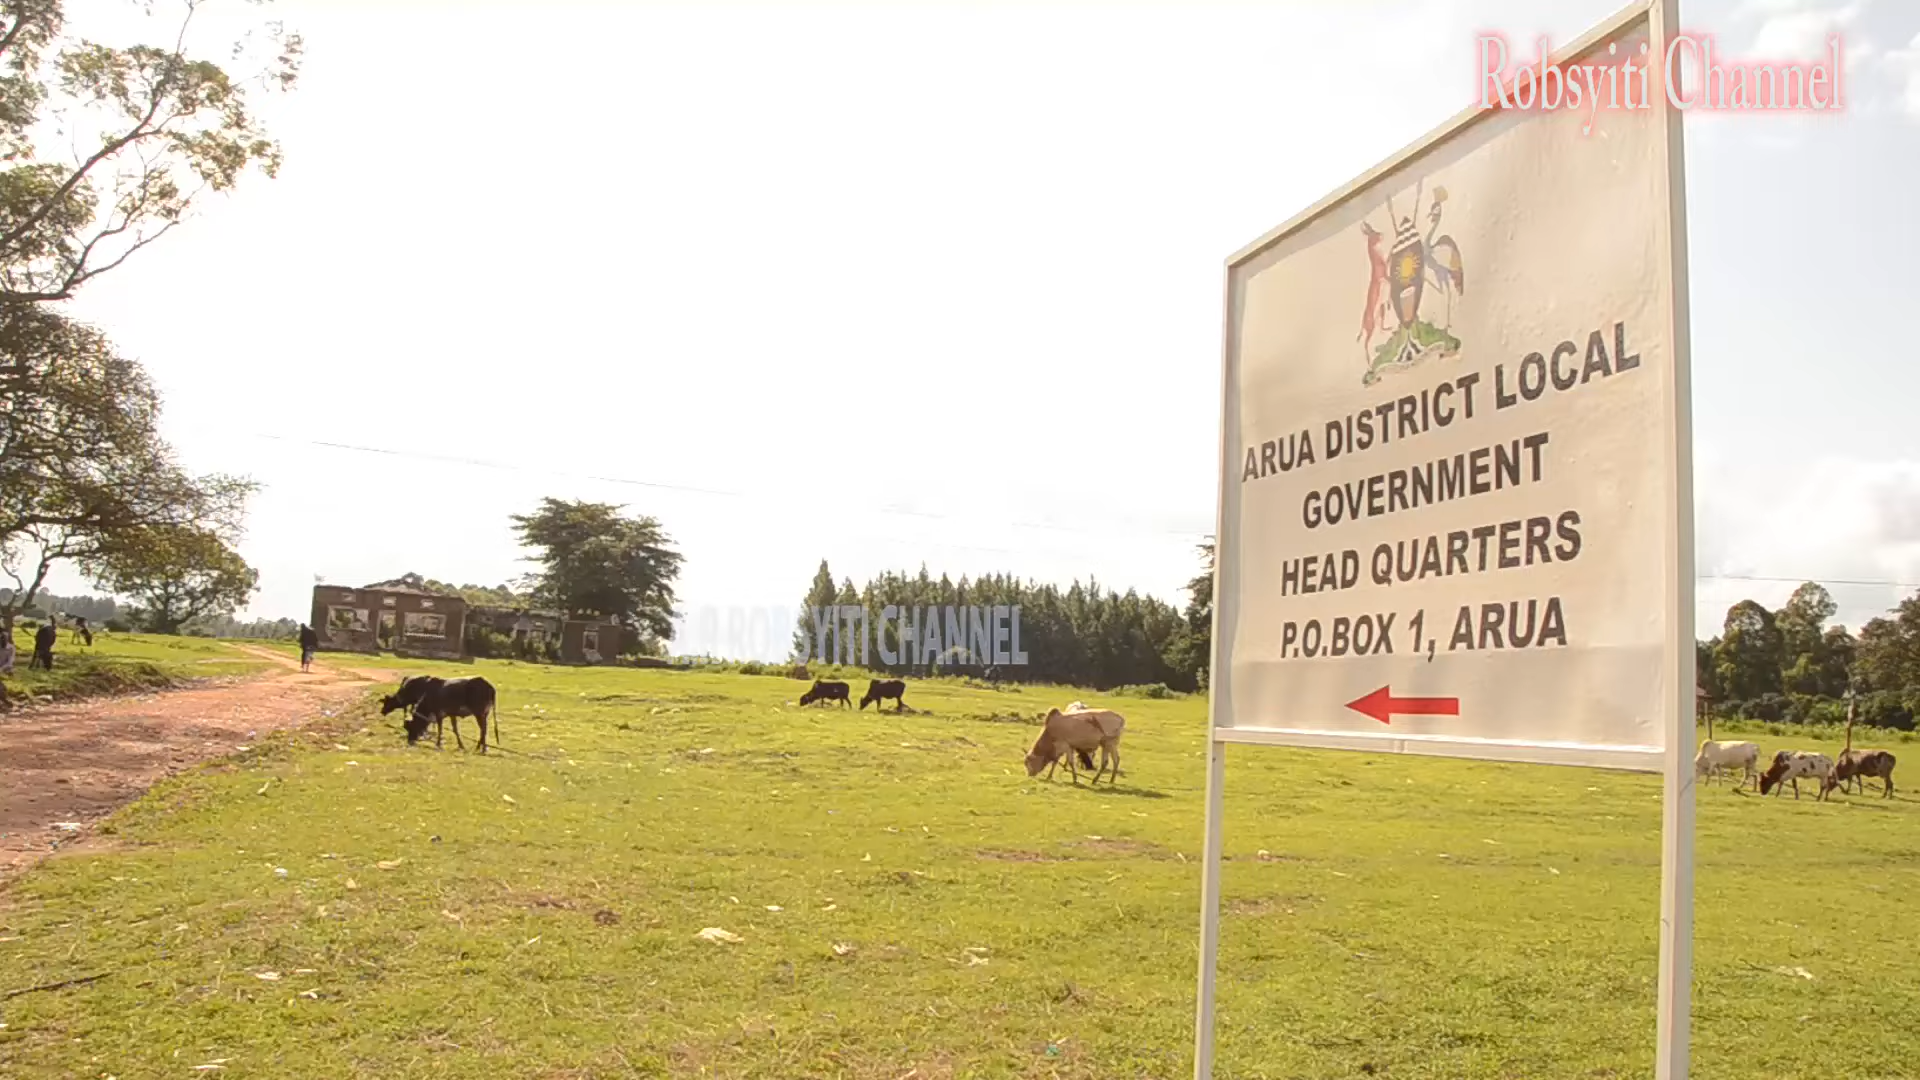 Robsyiti Channel
ARUA DISTRICT LOCAL
GOVERNMENT
HEAD QUARTERS
P.O.BOX 1, ARUA
ROBSYITI CHANNEL